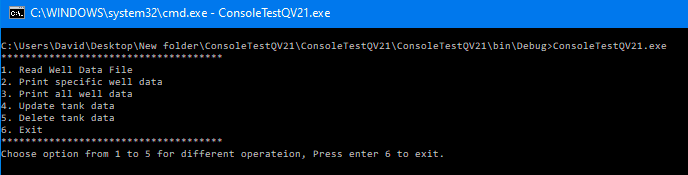 C:\WINDOWS\system32\cmd.exe - ConsoleTestQV21.exe
C:\Users\David\Desktop\New folder\ConsoleTestQV21\ConsoleTestQV21\ConsoleTestQV21\bin\Debug>ConsoleTestQV21.exe
*************************************
1. Read Well Data File
2. Print specific well data
3. Print all well data
4. Update tank data
5. Delete tank data
6. Exit
*************************************
Choose option from 1 to 5 for different operateion, Press enter 6 to exit.